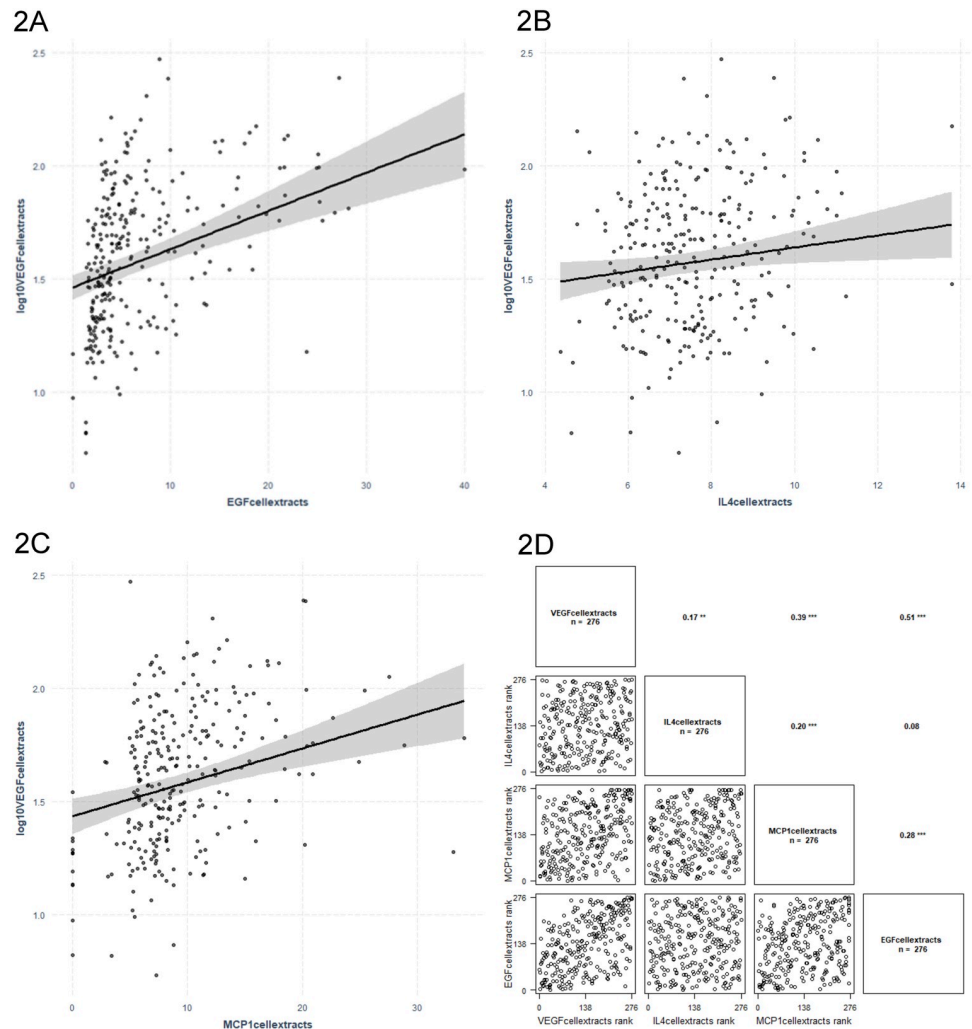 2A
2B
log10VEGFcellextracts
2.5
2.0
1.5
1.0
0
10
20
30
40
EGFcellextracts
log10VEGFcellextracts
2.5
2.0
1.5
1.0
4
6
8
10
12
14
IL4cellextracts
2C
2D
log10VEGFcellextracts
2.5
2.0
1.5
1.0
0
10
20
30
MCP1cellextracts
VEGFcellextracts
n = 276
0.17 **
0.39 ***
0.51 ***
IL4cellextracts rank
276
138
0
IL4cellextracts
n = 276
0.20 ***
0.08
MCP1cellextracts rank
276
138
0
MCP1cellextracts
n = 276
0.28 ***
EGFcellextracts rank
276
138
0
EGFcellextracts
n = 276
0
138
276
0
138
276
0
138
276
VEGFcellextracts rank
IL4cellextracts rank
MCP1cellextracts rank